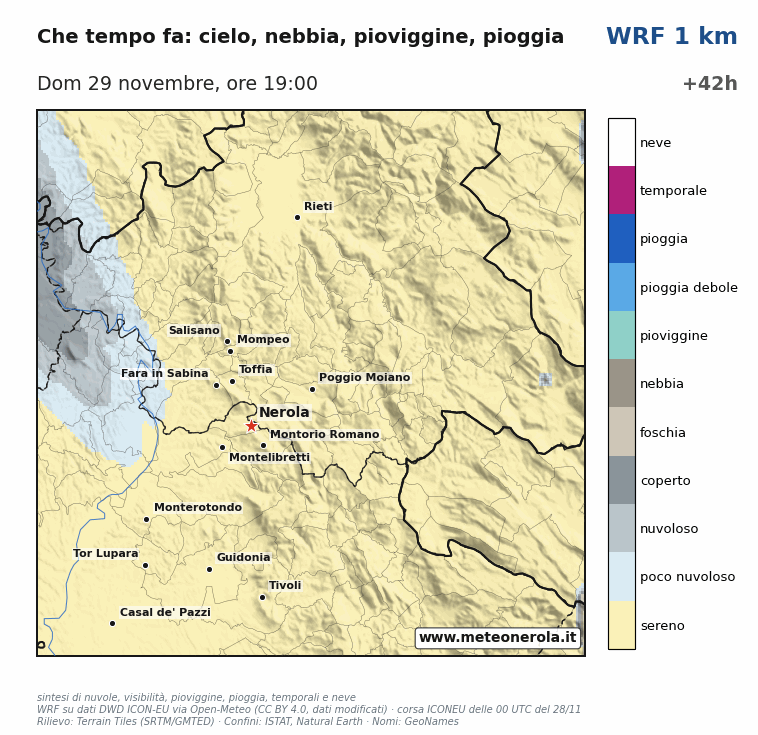 Che tempo fa: cielo, nebbia, pioviggine, pioggia
WRF 1 km
Dom 29 novembre, ore 19:00
+42h
Rieti
Salisano
Mompeo
Fara in Sabina
Toffia
Poggio Moiano
Nerola
Montorio Romano
Montelibretti
Monterotondo
Tor Lupara
Guidonia
Tivoli
Casal de' Pazzi
www.meteonerola.it
neve
temporale
pioggia
pioggia debole
pioviggine
nebbia
foschia
coperto
nuvoloso
poco nuvoloso
sereno
sintesi di nuvole, visibilità, pioviggine, pioggia, temporali e neve
WRF su dati DWD ICON-EU via Open-Meteo (CC BY 4.0, dati modificati) · corsa ICONEU delle 00 UTC del 28/11
Rilievo: Terrain Tiles (SRTM/GMTED) · Confini: ISTAT, Natural Earth · Nomi: GeoNames